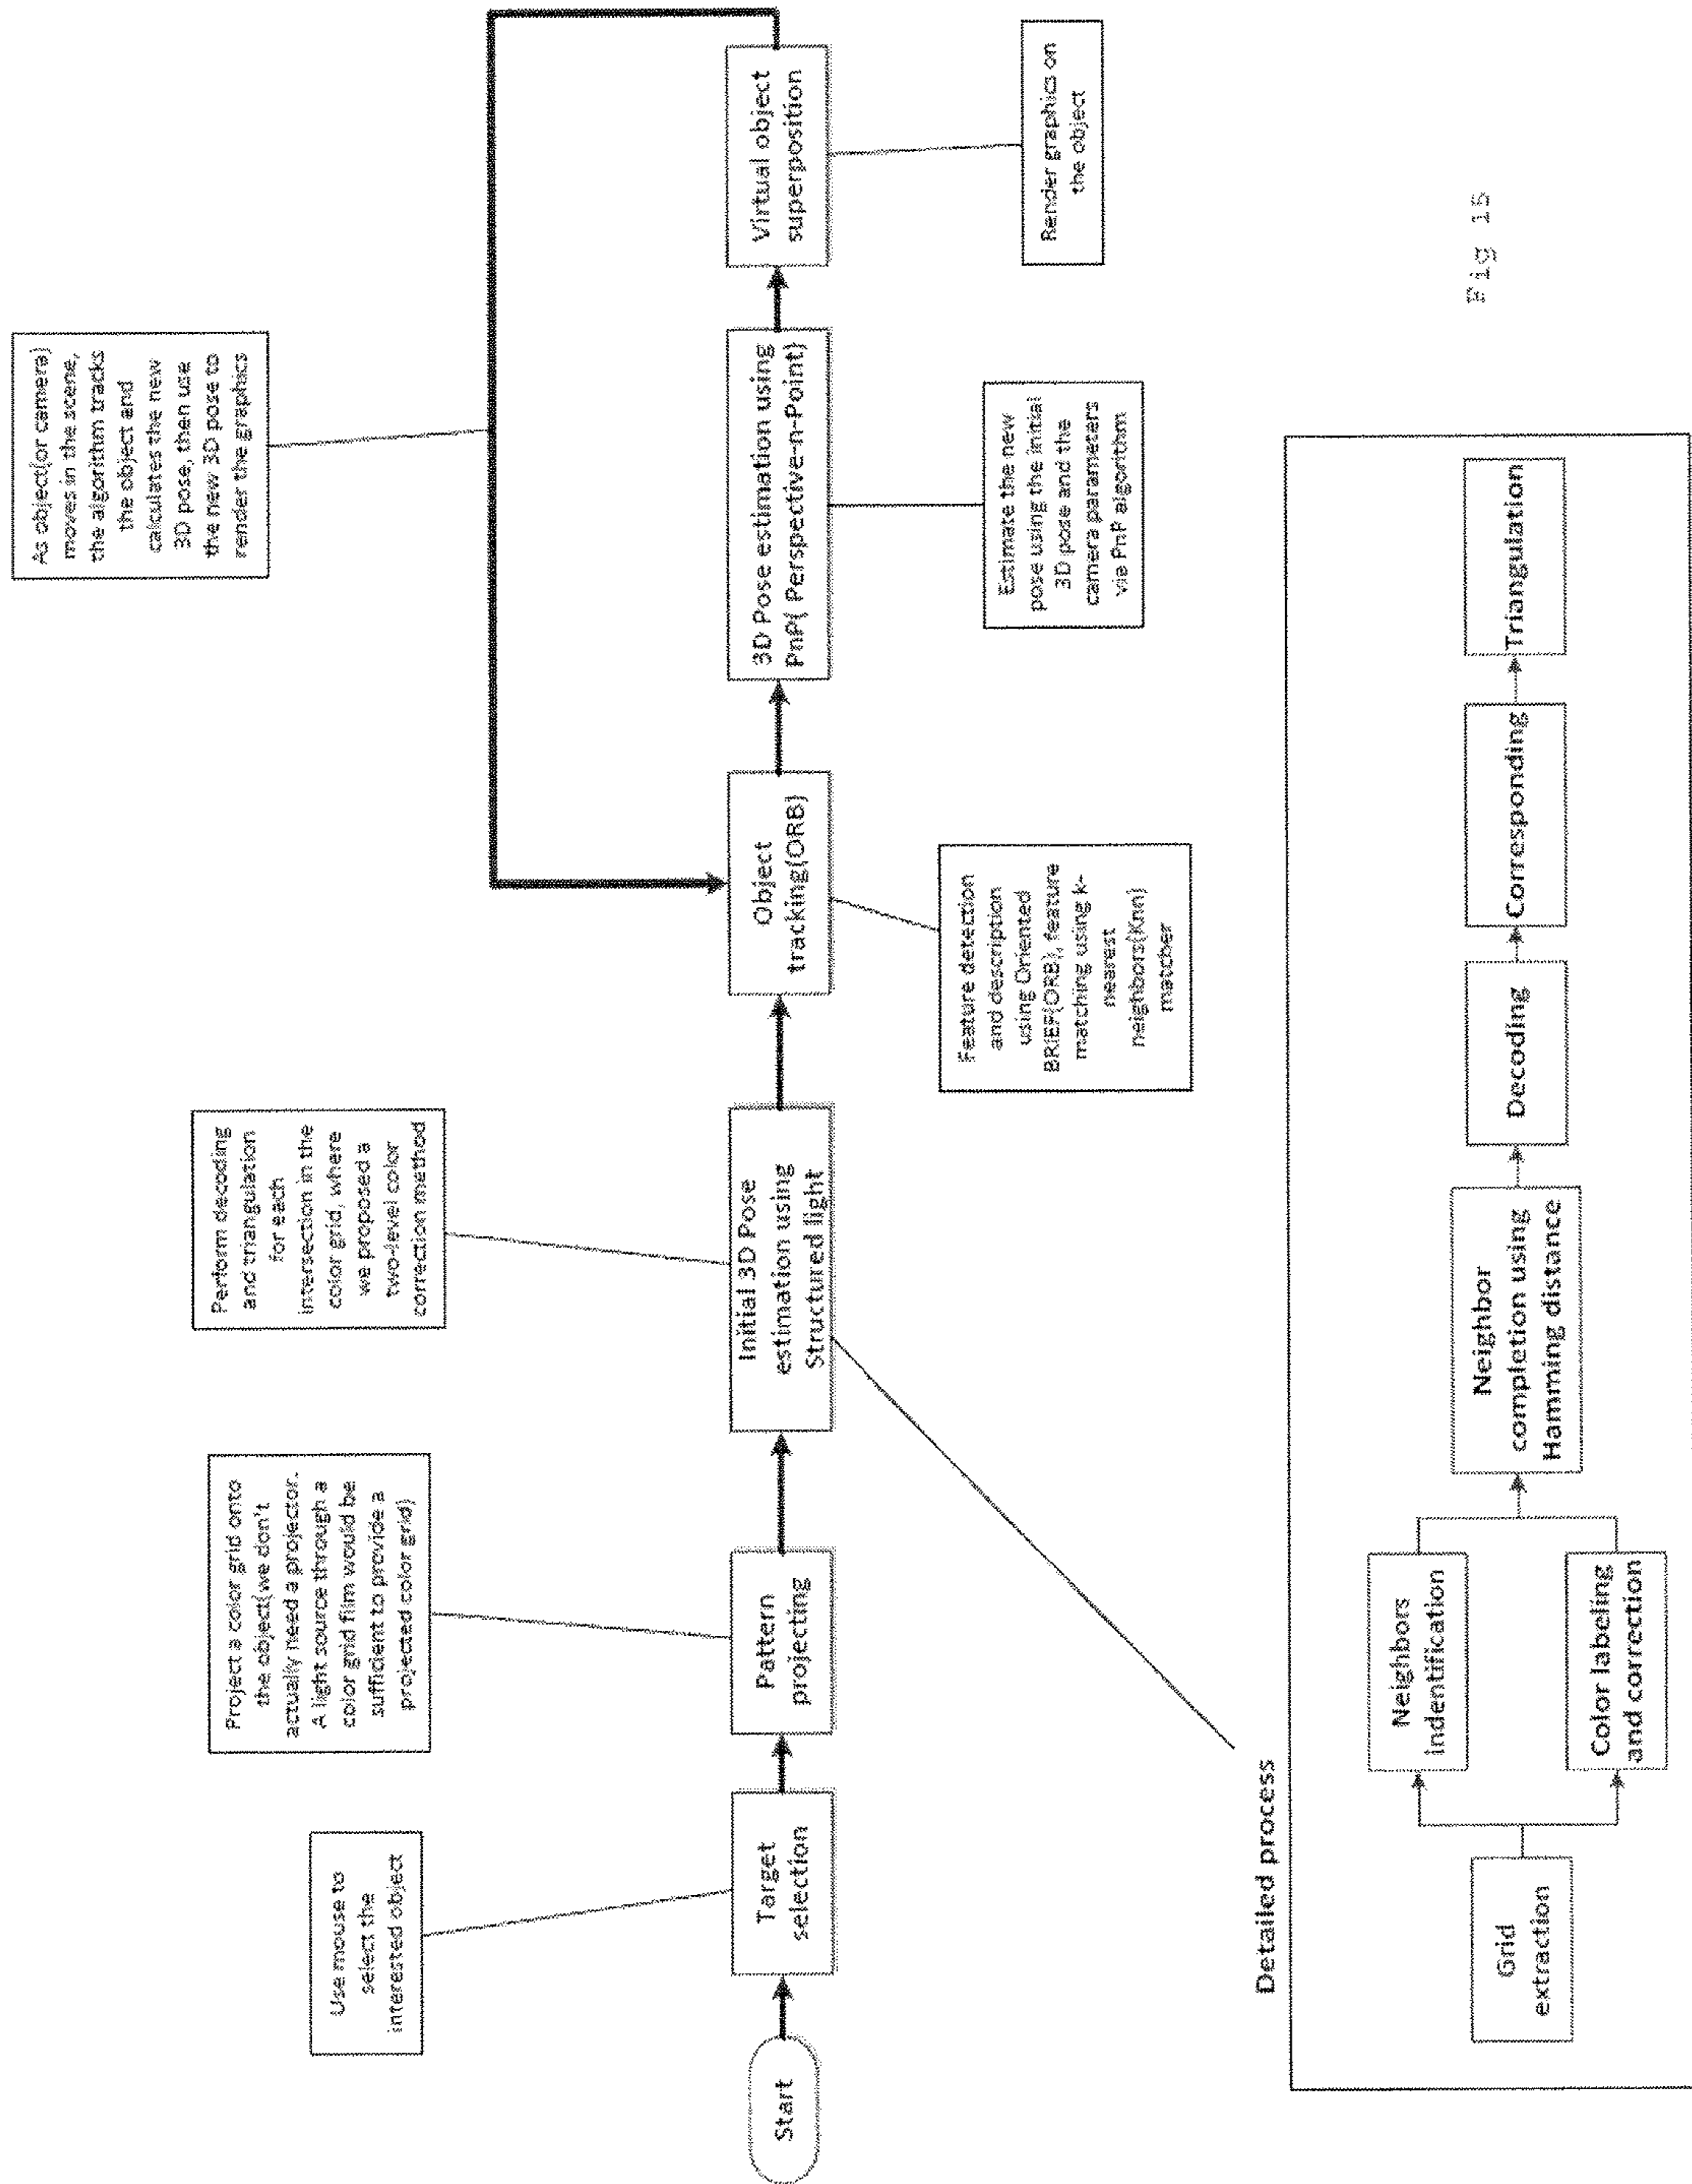 Use mouse to
select the
interested object
Project a color grid onto
the object(we don't
actually need a projector.
A light source through a
color grid film would be
sufficient to provide a
projected color grid)
Perform decoding
and triangulation
for each
intersection in the
color grid, where
we proposed a
two-level color
correction method
As object(or camera)
moves in the scene,
the algorithm tracks
the object and
calculates the new
3D pose, then use
the new 3D pose to
render the graphics
Start
Target
selection
Pattern
projecting
Initial 3D Pose
estimation using
Structured light
Object
tracking(ORB)
3D Pose estimation using
PnP( Perspective-n-Point)
Virtual object
superposition
Feature detection
and description
using Oriented
BRIEF(ORB), feature
matching using k-
nearest
neighbors(Knn)
matcher
Estimate the new
pose using the initial
3D pose and the
camera parameters
via PnP algorithm
Render graphics on
the object
Detailed process
Grid
extraction
Neighbors
indentification
Color labeling
and correction
Neighbor
completion using
Hamming distance
Decoding
Corresponding
Triangulation
Fig 15